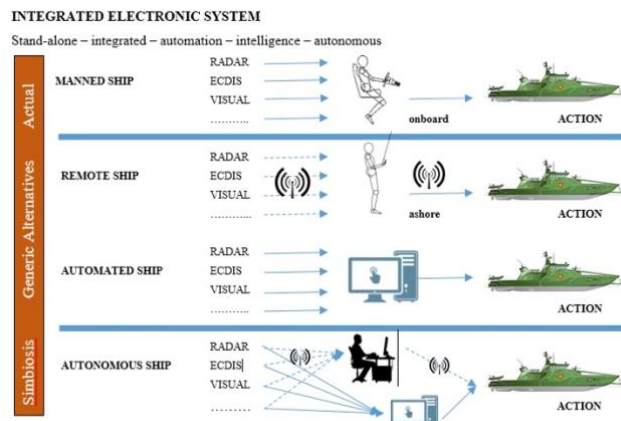 INTEGRATED ELECTRONIC SYSTEM
Stand-alone – integrated – automation – intelligence – autonomous
Actual
MANNED SHIP
RADAR
ECDIS
VISUAL
..........
onboard
ACTION
Generic Alternatives
REMOTE SHIP
RADAR
ECDIS
VISUAL
...........
ashore
ACTION
AUTOMATED SHIP
RADAR
ECDIS
VISUAL
..........
ACTION
Simbiosis
AUTONOMOUS SHIP
RADAR
ECDIS
VISUAL
..........
ACTION